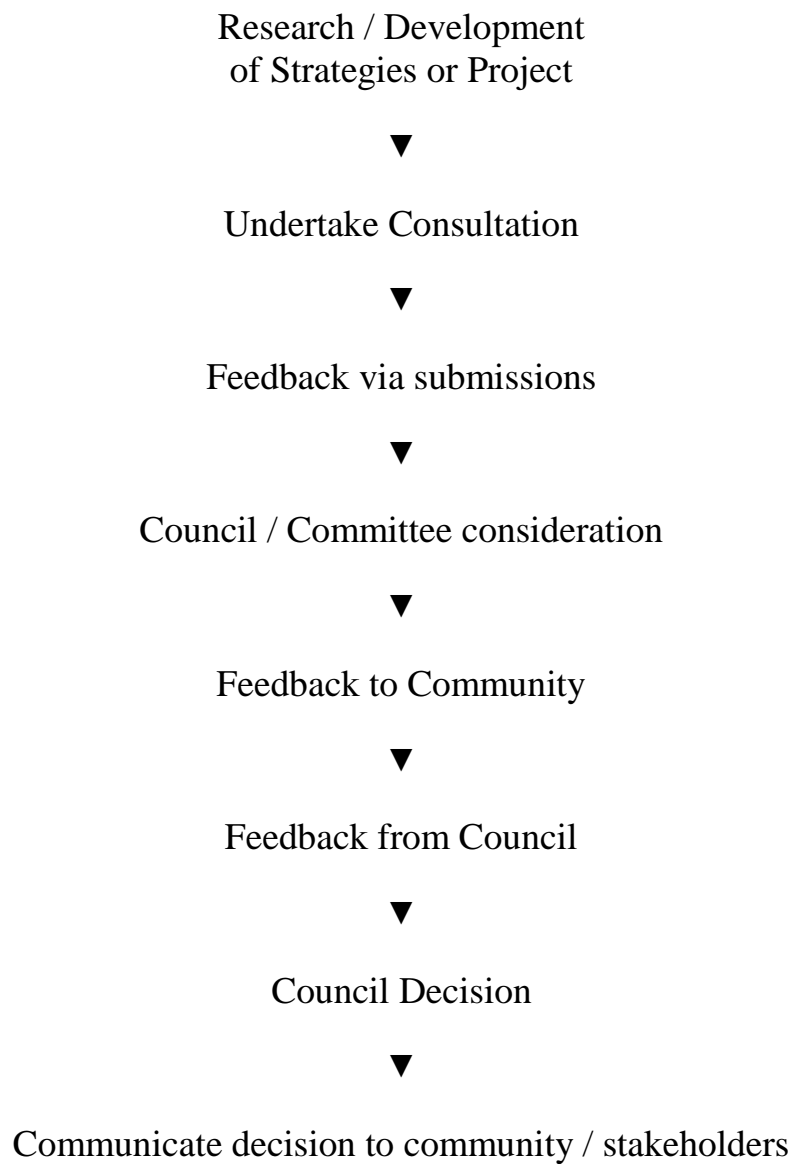 Research / Development
of Strategies or Project
▼
Undertake Consultation
▼
Feedback via submissions
▼
Council / Committee consideration
▼
Feedback to Community
▼
Feedback from Council
▼
Council Decision
▼
Communicate decision to community / stakeholders